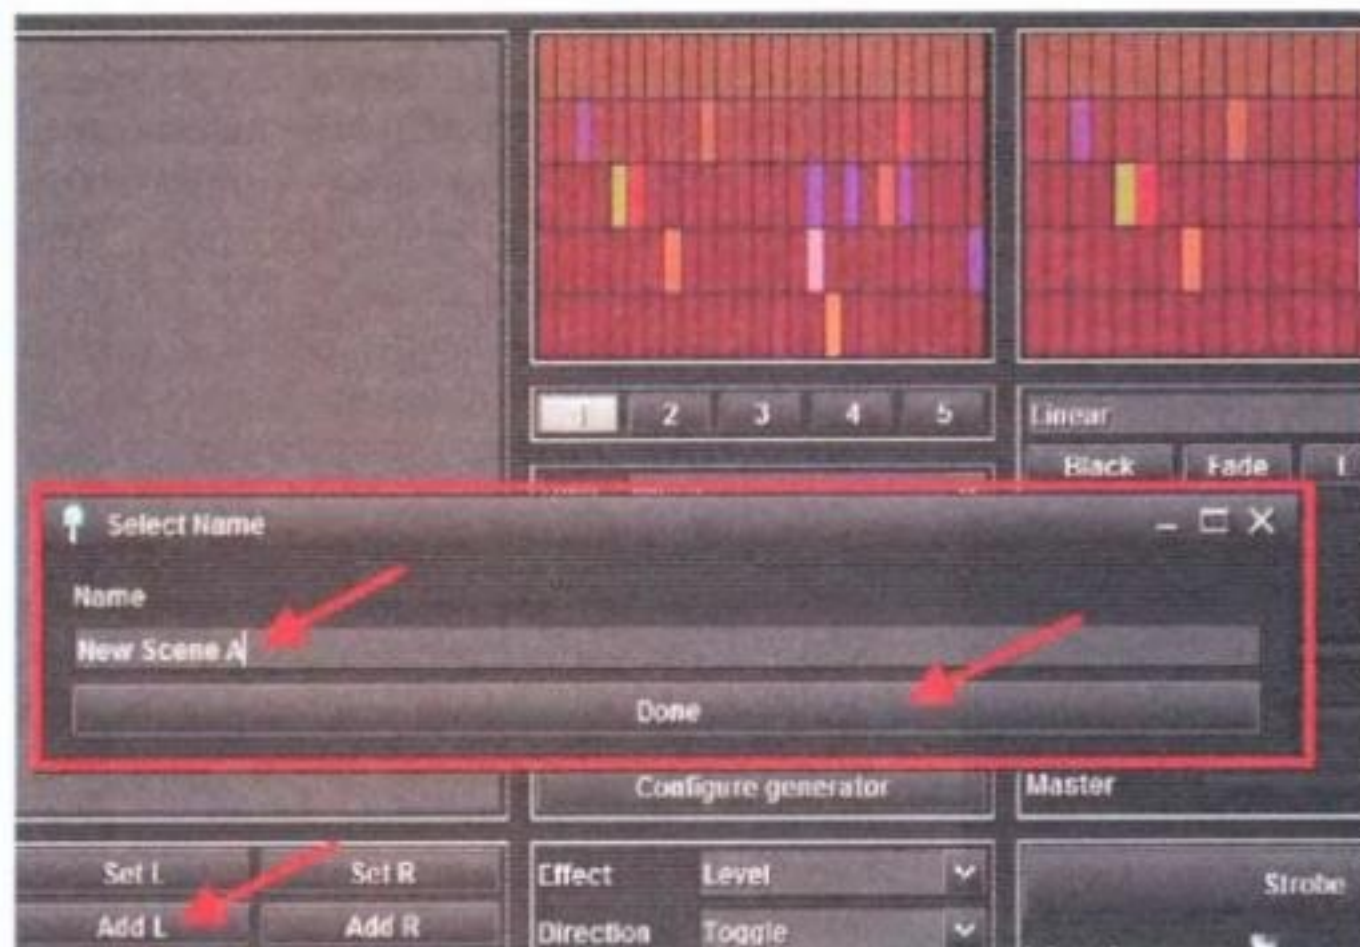 1 2 3 4 5
Linear
Black Fade
Select Name
Name
New Scene A
Done
Configure generator
Master
Set L Set R
Effect Level
Strobe
Add L Add R
Direction Toggle